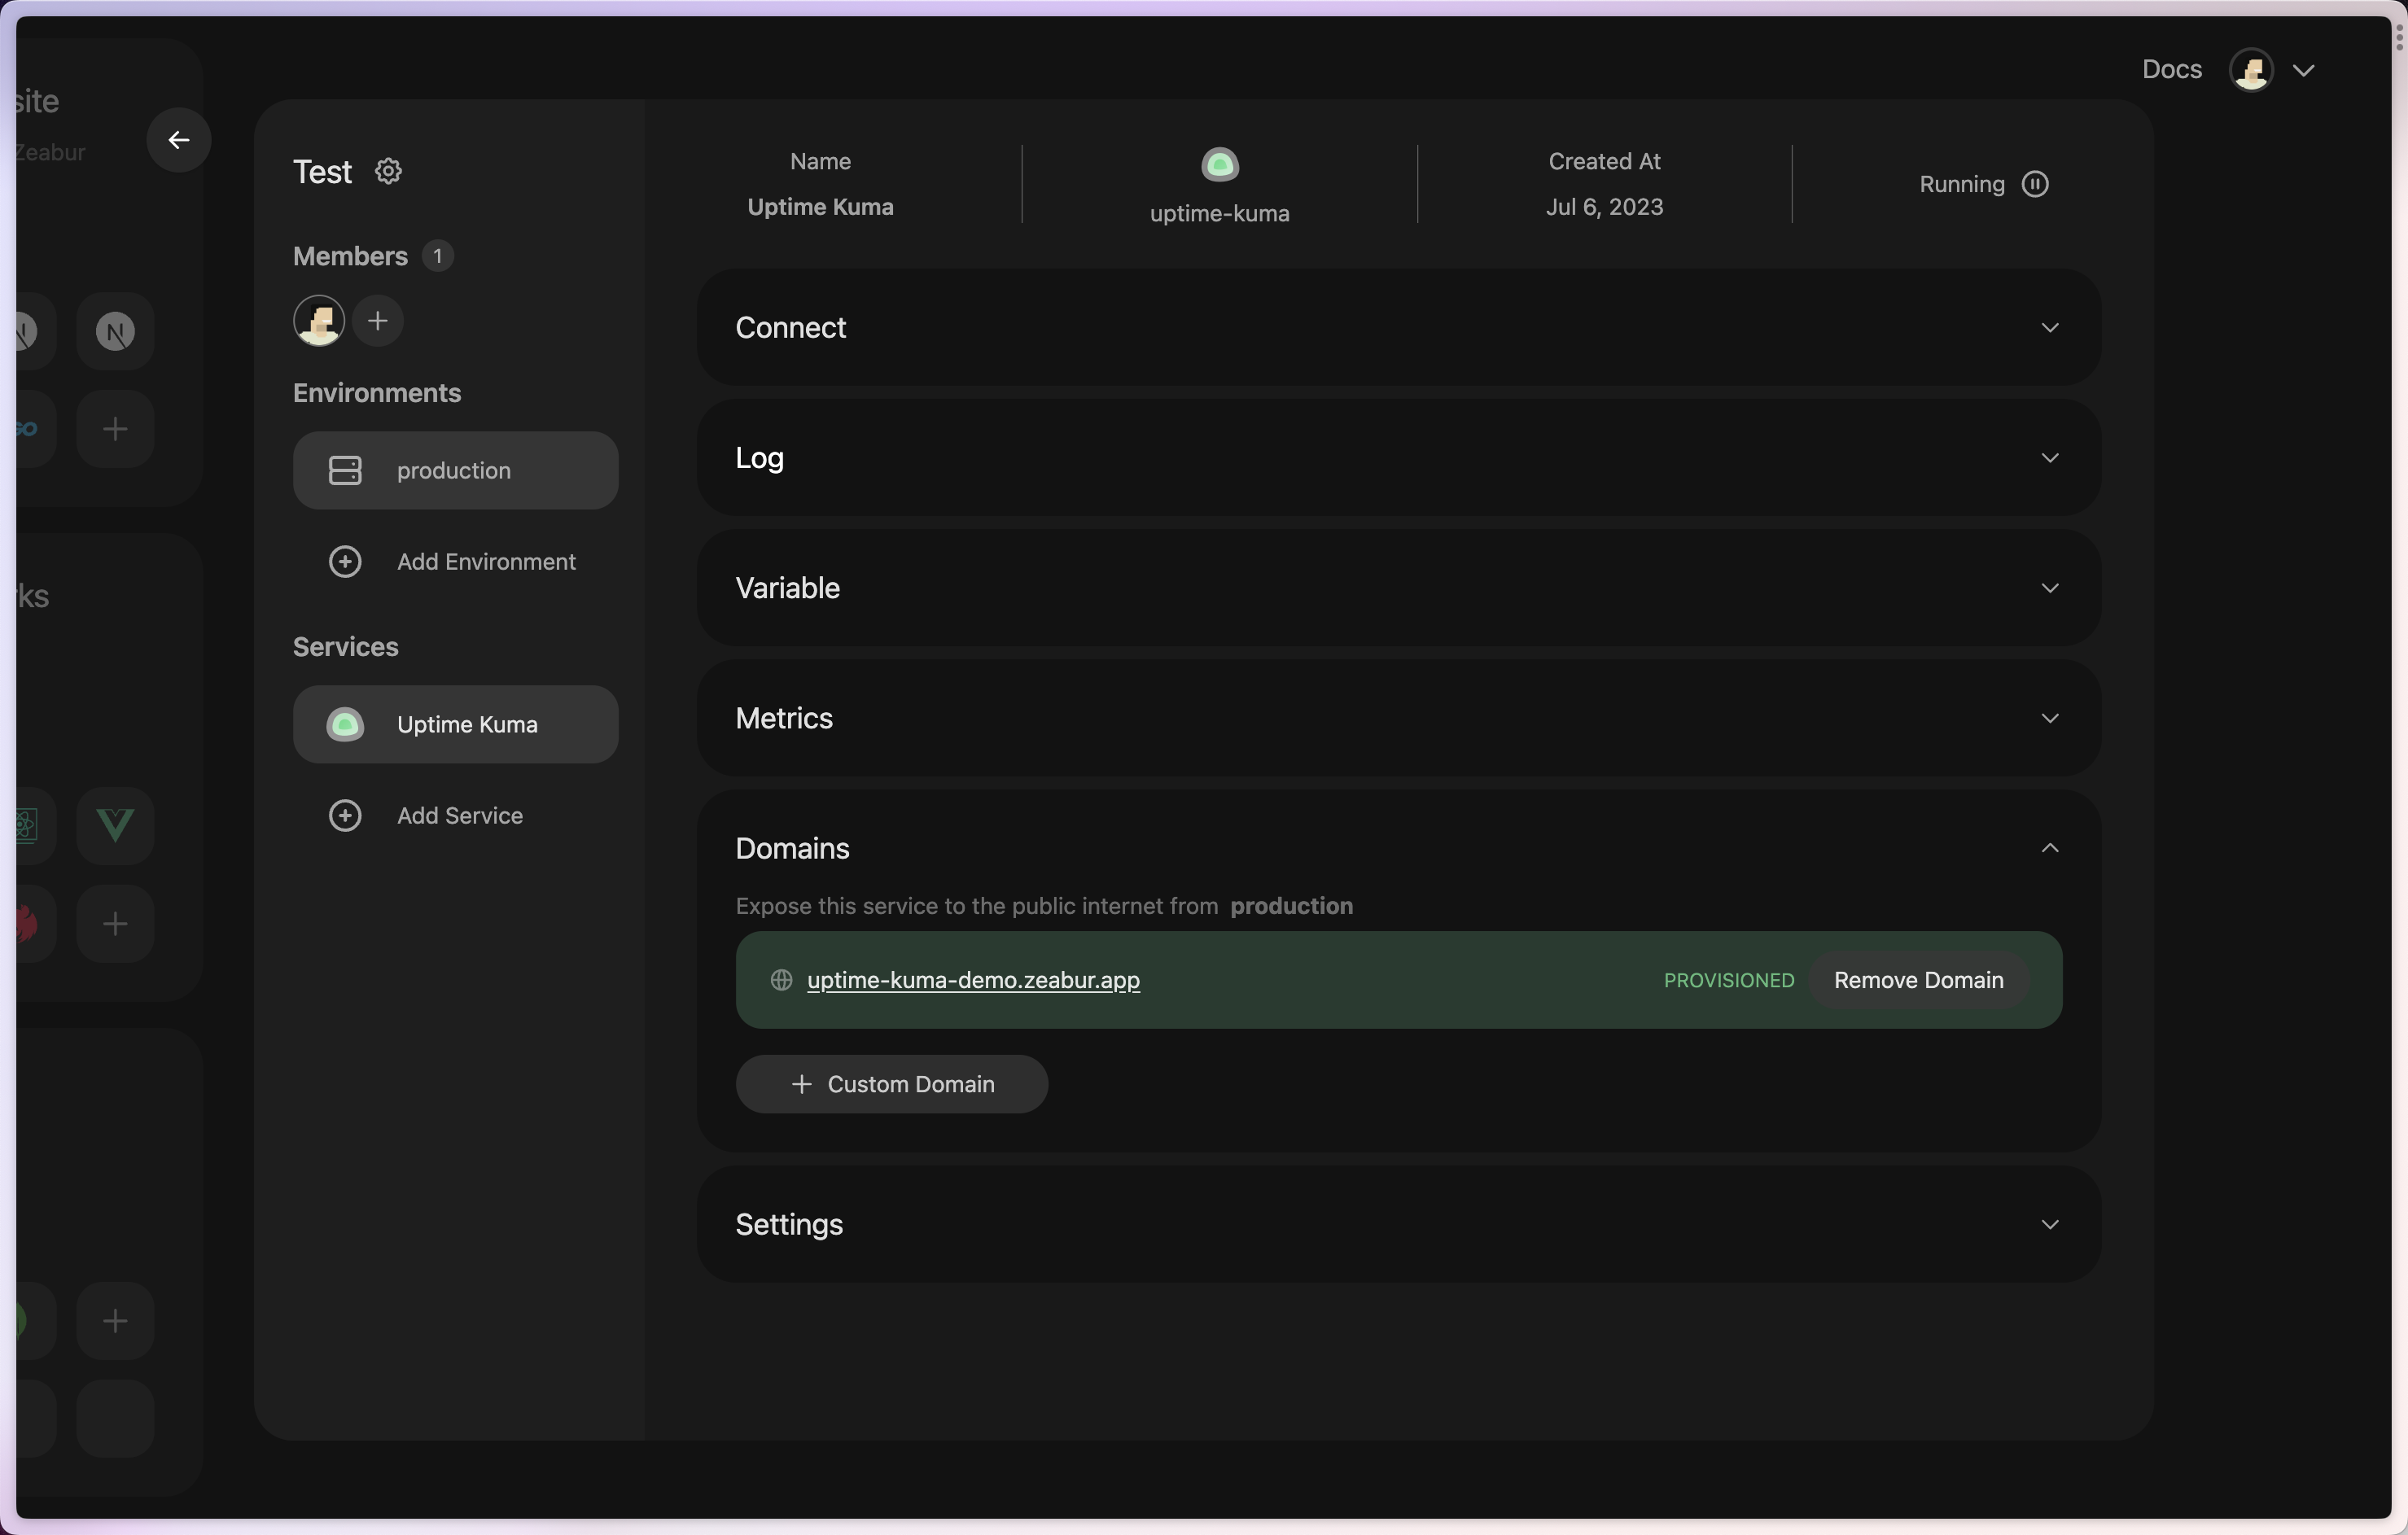 Docs
site
Zeabur
Test
Members 1
Environments
production
Add Environment
Services
Uptime Kuma
Add Service
ks
GO
Name
Uptime Kuma
uptime-kuma
Created At
Jul 6, 2023
Running
Connect
Log
Variable
Metrics
Domains
Expose this service to the public internet from production
uptime-kuma-demo.zeabur.app
PROVISIONED
Remove Domain
Custom Domain
Settings